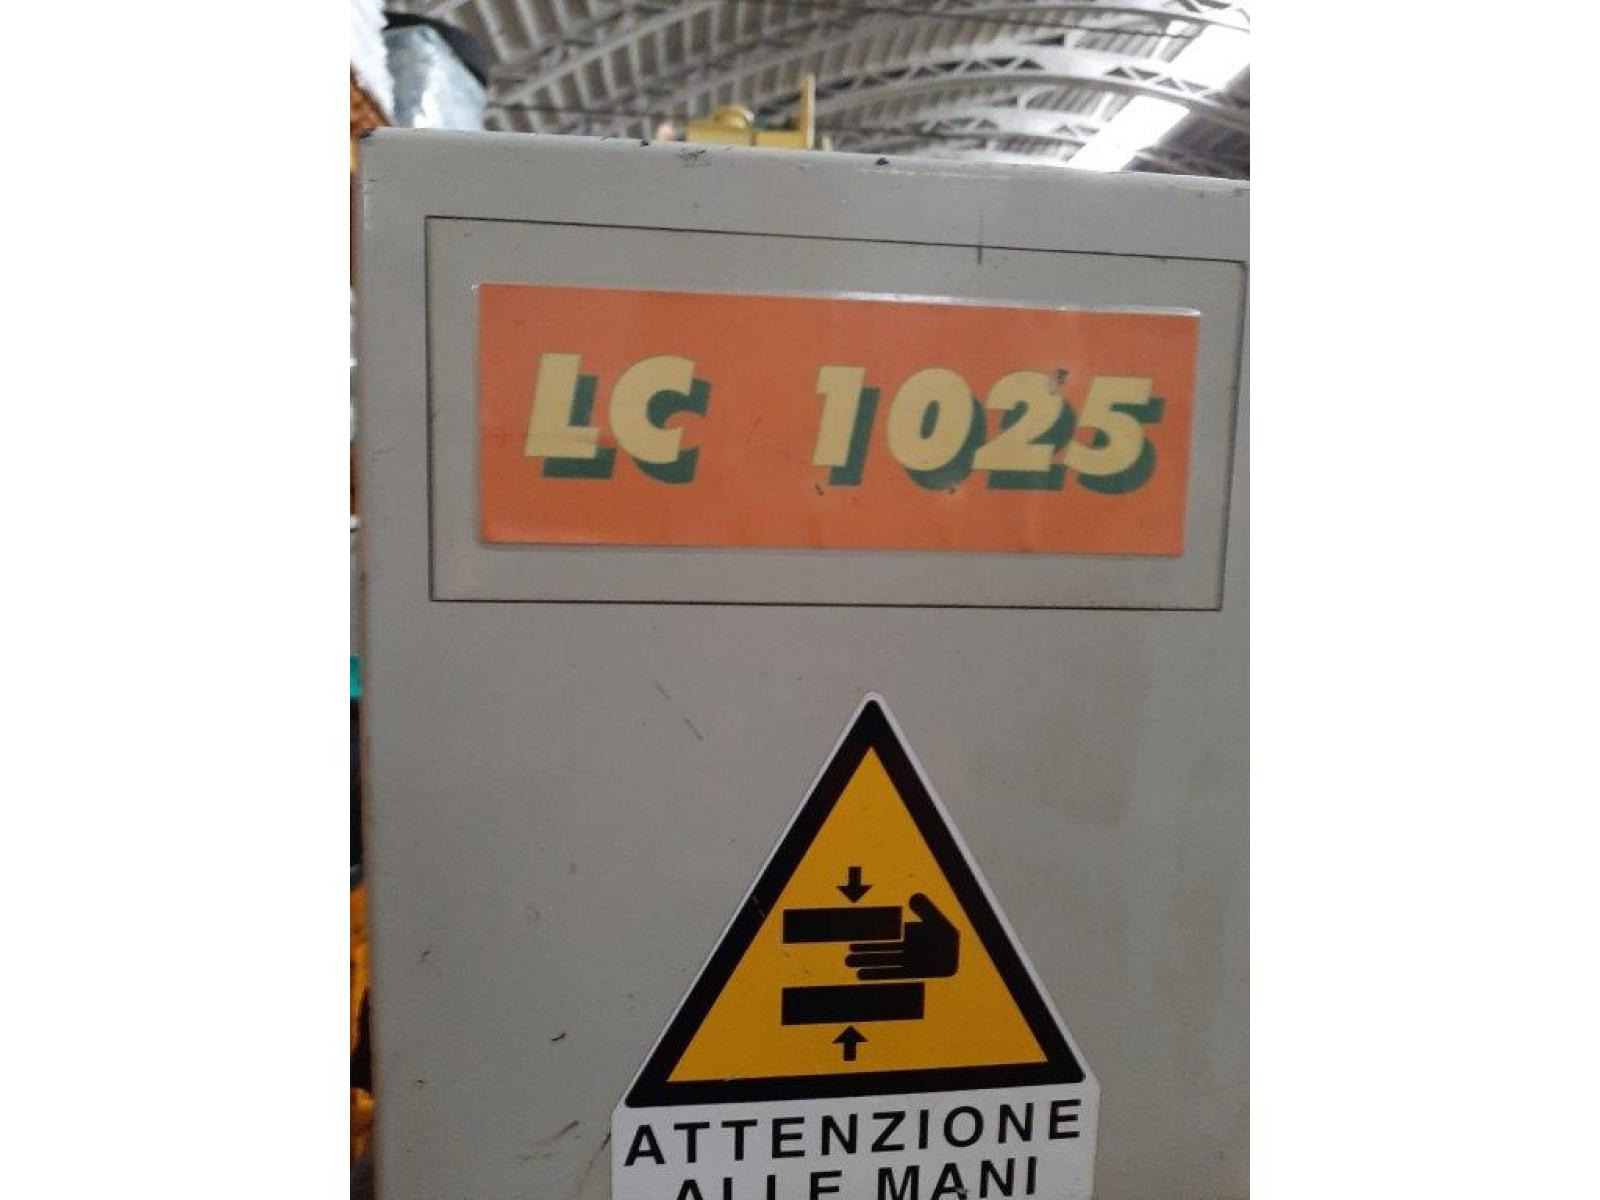 LC 1025
ATTENZIONE
ALLE MANI